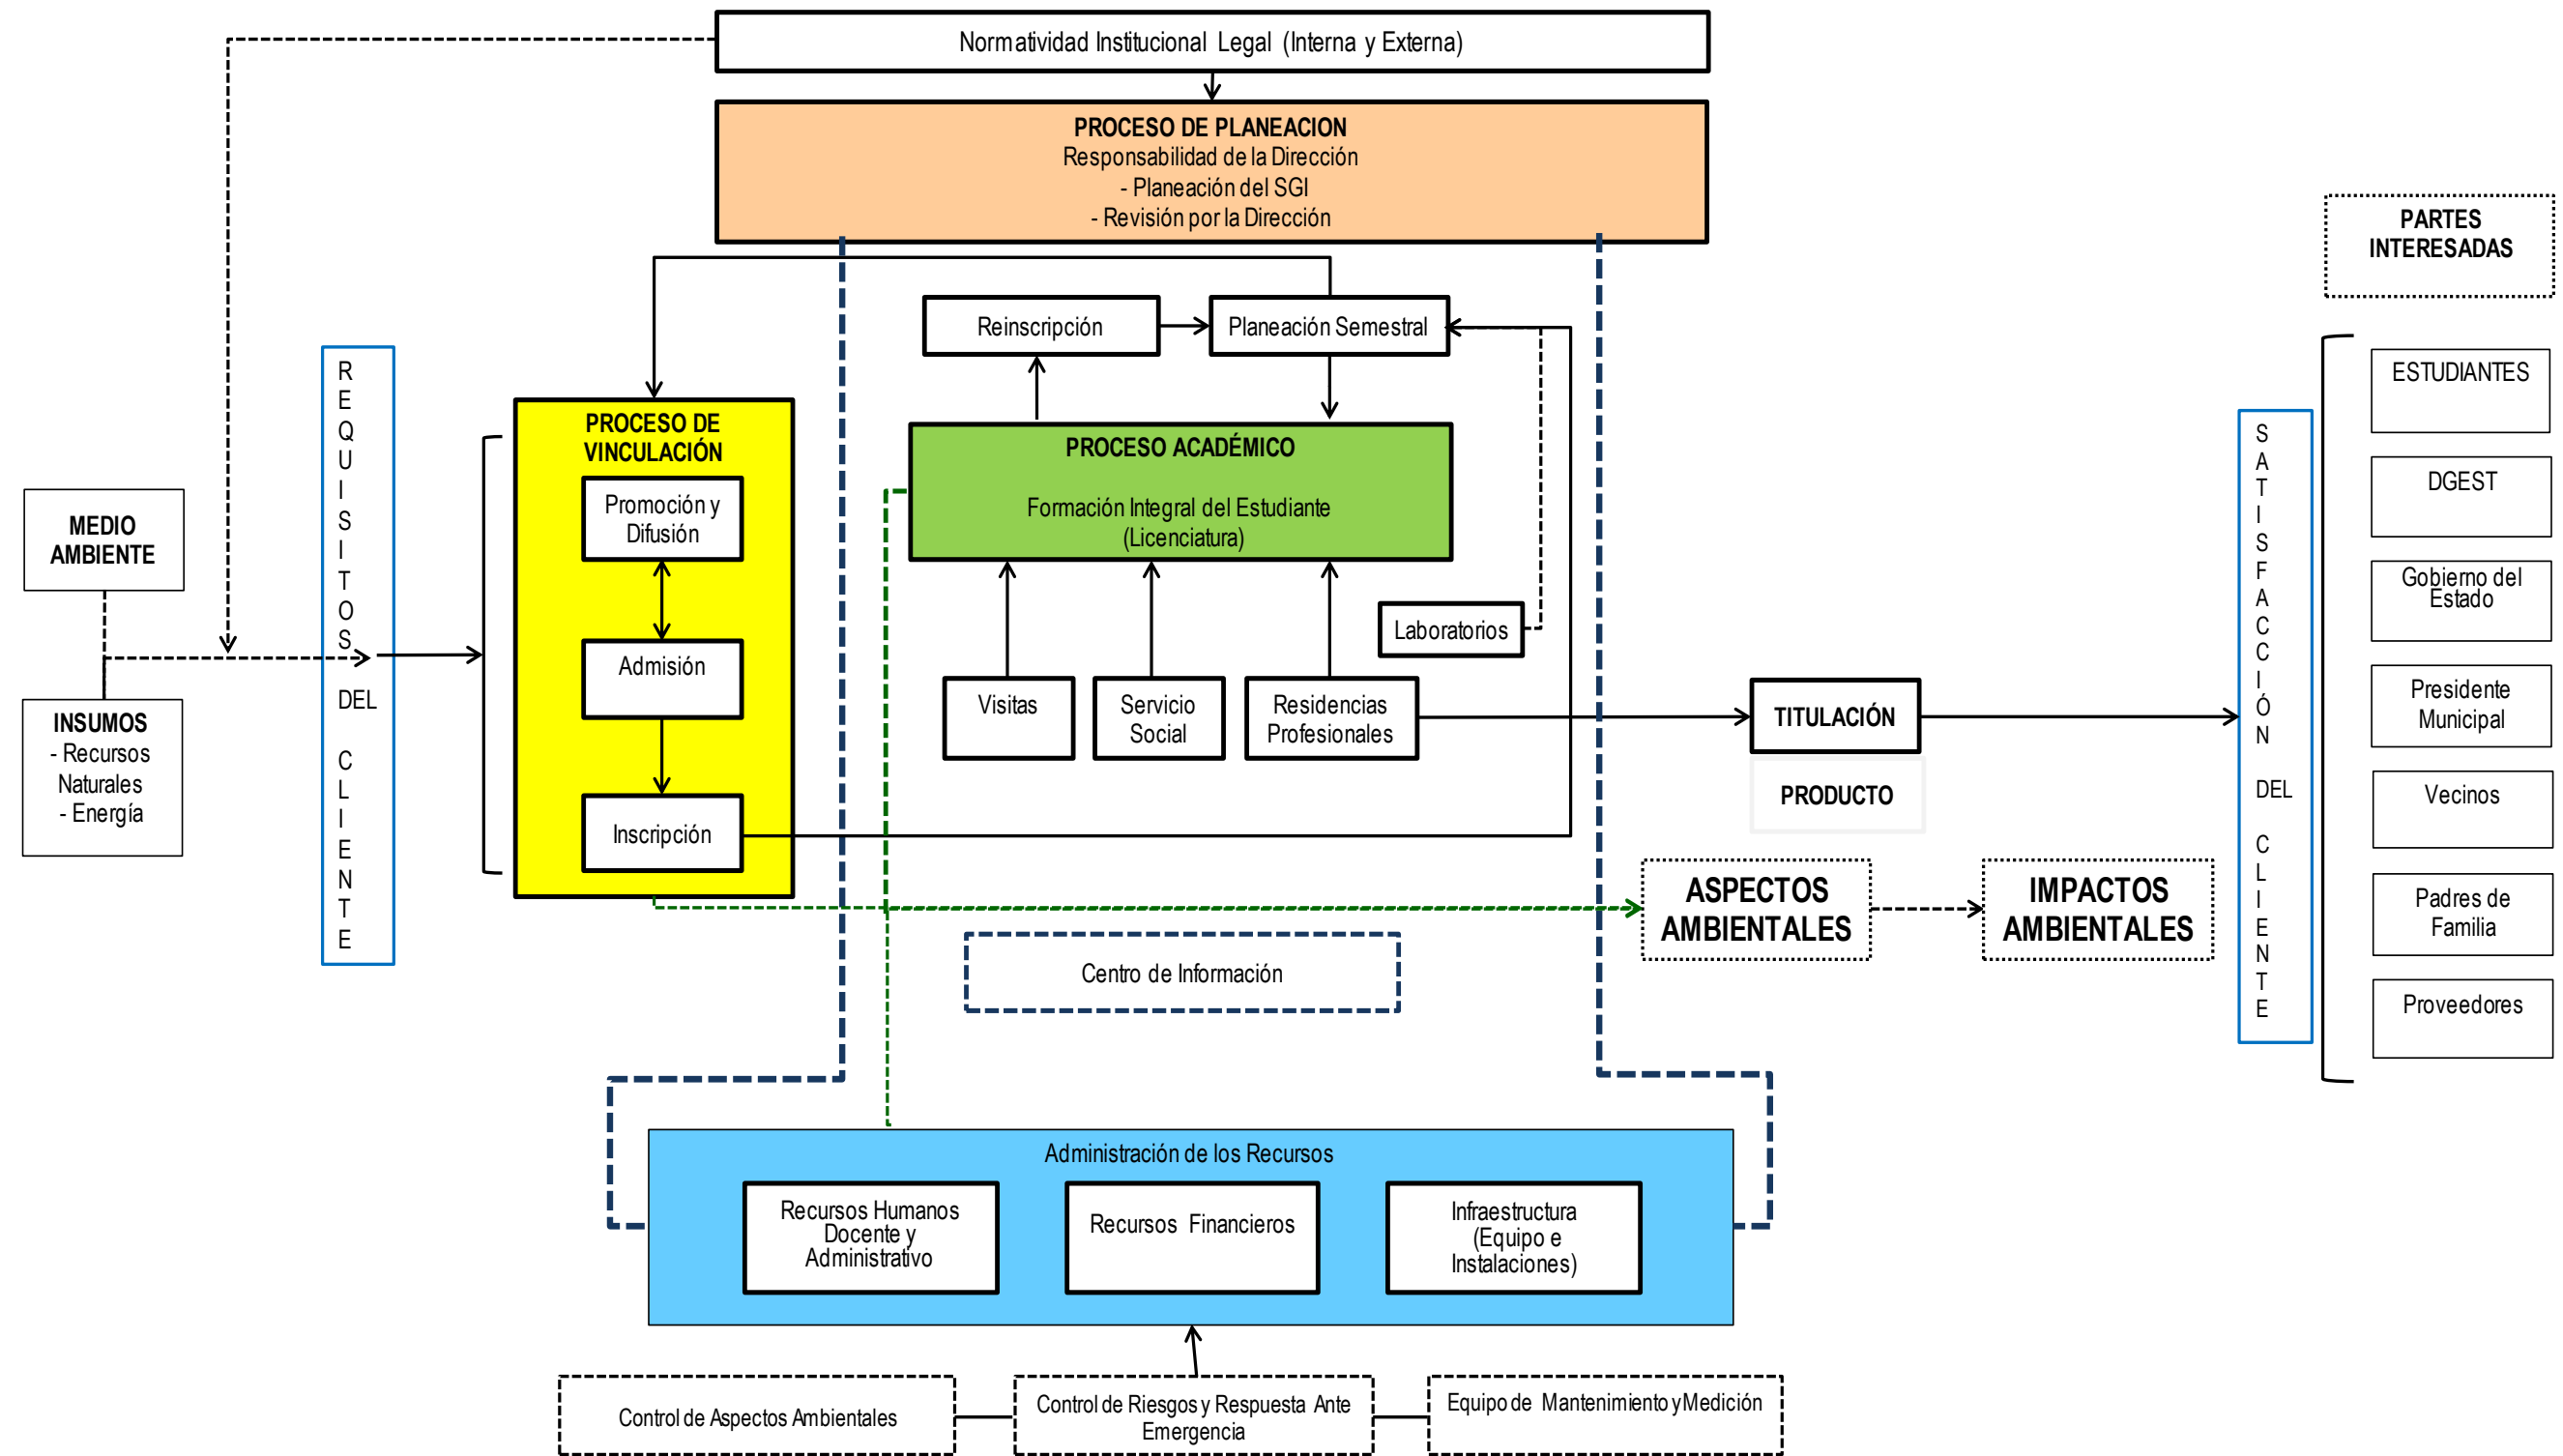 Normatividad Institucional Legal (Interna y Externa)
PROCESO DE PLANEACION
Responsabilidad de la Dirección
- Planeación del SGI
- Revisión por la Dirección
PARTES
INTERESADAS
Reinscripción
Planeación Semestral
REQUISITOS
DEL
CLIENTE
PROCESO DE
VINCULACIÓN
Promoción y
Difusión
Admisión
Inscripción
PROCESO ACADÉMICO
Formación Integral del Estudiante
(Licenciatura)
MEDIO
AMBIENTE
INSUMOS
- Recursos
Naturales
- Energía
Laboratorios
Visitas
Servicio
Social
Residencias
Profesionales
TITULACIÓN
PRODUCTO
SATISFACCIÓN
DEL
CLIENTE
ESTUDIANTES
DGEST
Gobierno del
Estado
Presidente
Municipal
Vecinos
Padres de
Familia
Proveedores
ASPECTOS
AMBIENTALES
IMPACTOS
AMBIENTALES
Centro de Información
Administración de los Recursos
Recursos Humanos
Docente y
Administrativo
Recursos Financieros
Infraestructura
(Equipo e
Instalaciones)
Control de Aspectos Ambientales
Control de Riesgos y Respuesta Ante
Emergencia
Equipo de Mantenimiento y Medición